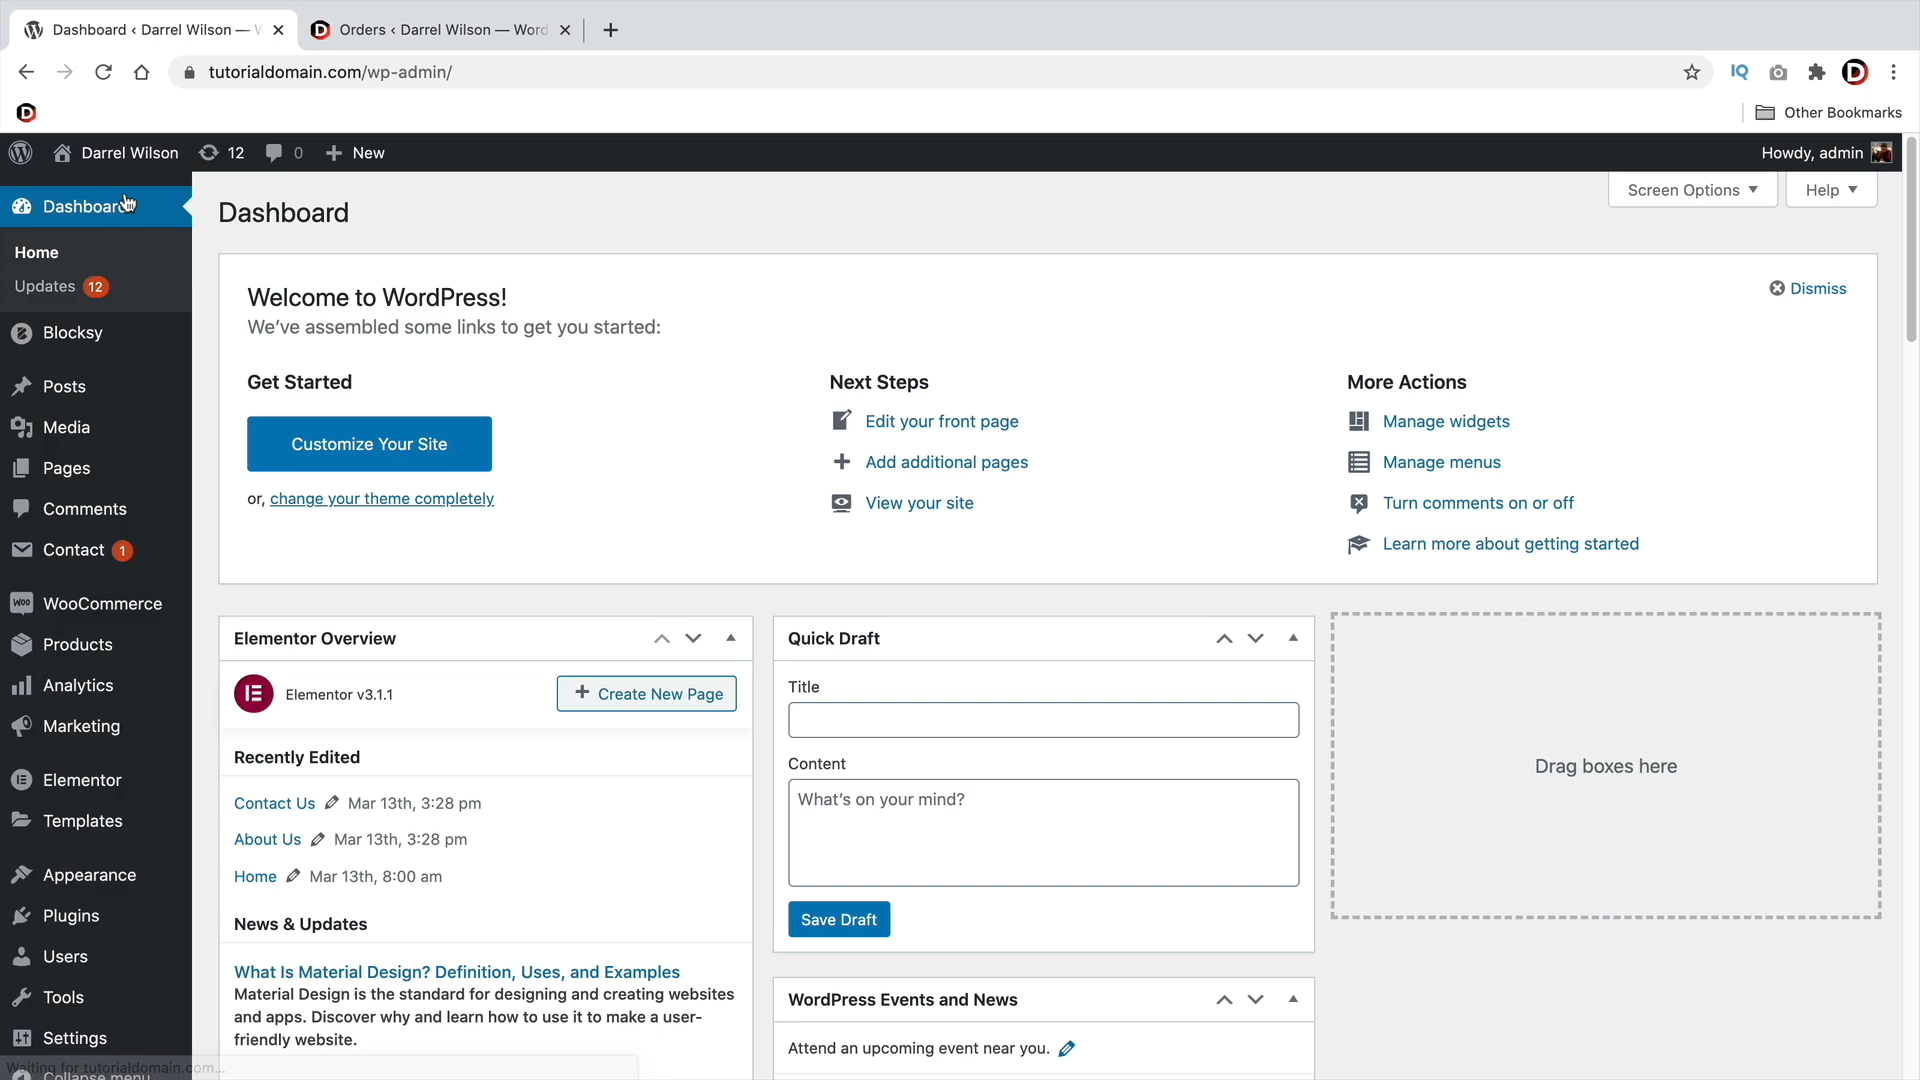 Dashboard ‹ Darrel Wilson — W
Orders ‹ Darrel Wilson — Word
tutorialdomain.com/wp-admin/
IQ
Other Bookmarks
Darrel Wilson
12
0
New
Howdy, admin
Dashboard
Home
Updates 12
Blocksy
Posts
Media
Pages
Comments
Contact 1
WooCommerce
Products
Analytics
Marketing
Elementor
Templates
Appearance
Plugins
Users
Tools
Settings
Collapse menu
Waiting for tutorialdomain.com...
Dashboard
Screen Options
Help
Welcome to WordPress!
We've assembled some links to get you started:
Dismiss
Get Started
Customize Your Site
or, change your theme completely
Next Steps
Edit your front page
Add additional pages
View your site
More Actions
Manage widgets
Manage menus
Turn comments on or off
Learn more about getting started
Elementor Overview
Elementor v3.1.1
Create New Page
Recently Edited
Contact Us Mar 13th, 3:28 pm
About Us Mar 13th, 3:28 pm
Home Mar 13th, 8:00 am
News & Updates
What Is Material Design? Definition, Uses, and Examples
Material Design is the standard for designing and creating websites
and apps. Discover why and learn how to use it to make a user-
friendly website.
Quick Draft
Title
Content
What's on your mind?
Save Draft
WordPress Events and News
Attend an upcoming event near you.
Drag boxes here